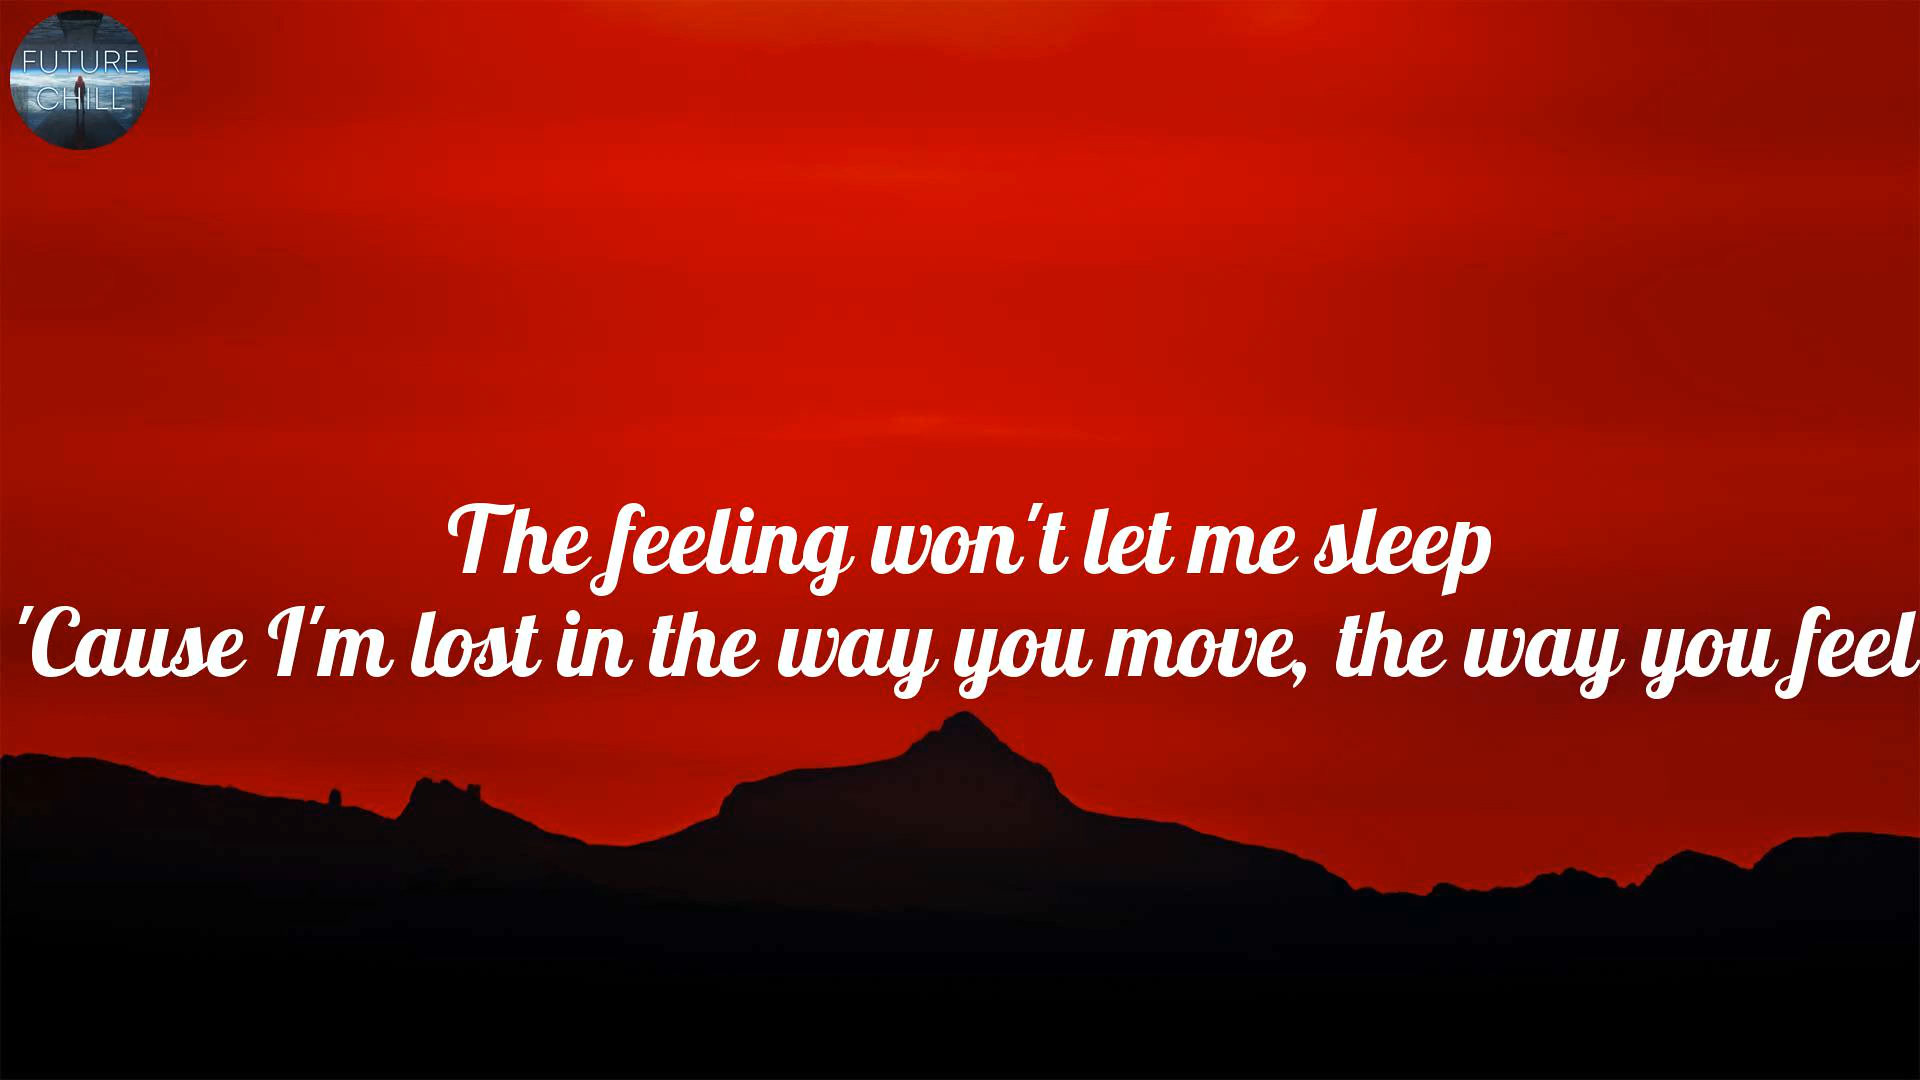 FUTURE
CHILL
The feeling won't let me sleep
'Cause I'm lost in the way you move, the way you feel